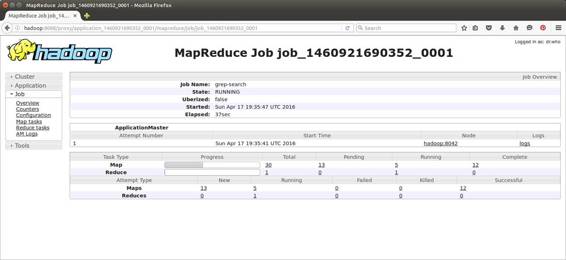 MapReduce Job job_1460921690352_0001 - Mozilla Firefox
MapReduce Job job_1460...
hadoop:8088/proxy/application_1460921690352_0001/mapreduce/job/job_1460921690352_0001
Search
Logged in as: dr.who
hadoop
MapReduce Job job_1460921690352_0001
Cluster
Application
Job
Overview
Counters
Configuration
Map tasks
Reduce tasks
AM Logs
Tools
Job Overview
Job Name: grep-search
State: RUNNING
Uberized: false
Started: Sun Apr 17 19:35:47 UTC 2016
Elapsed: 37sec
ApplicationMaster
Attempt Number Start Time Node Logs
1 Sun Apr 17 19:35:41 UTC 2016 hadoop:8042 logs
Task Type Progress Total Pending Running Complete
Map 30 13 5 12
Reduce 1 0 1 0
Attempt Type New Running Failed Killed Successful
Maps 13 5 0 0 12
Reduces 0 1 0 0 0